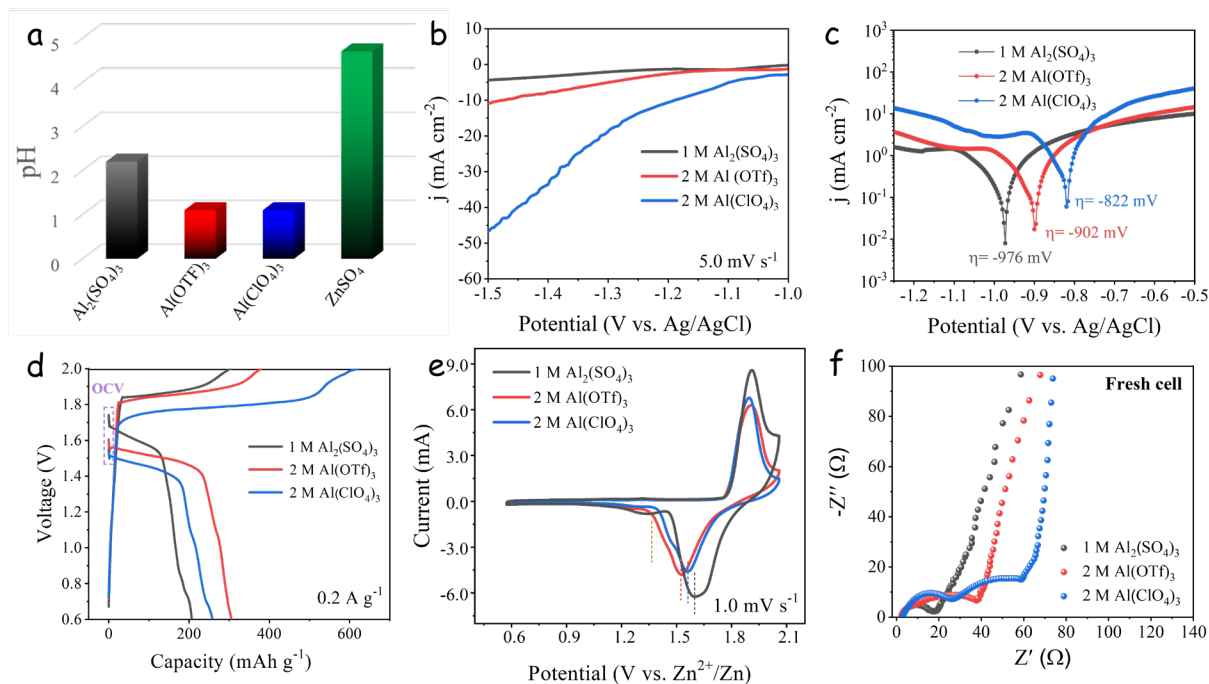 a
pH
5
4
3
2
1
0
Al₂(SO₄)₃
Al(OTF)₃
Al(ClO₄)₃
ZnSO₄
b
j (mA cm⁻²)
10
0
-10
-20
-30
-40
-50
-60
1 M Al₂(SO₄)₃
2 M Al (OTf)₃
2 M Al(ClO₄)₃
5.0 mV s⁻¹
-1.5 -1.4 -1.3 -1.2 -1.1 -1.0
Potential (V vs. Ag/AgCl)
c
j (mA cm⁻²)
10³
10²
10¹
10⁰
10⁻¹
10⁻²
10⁻³
1 M Al₂(SO₄)₃
2 M Al(OTf)₃
2 M Al(ClO₄)₃
η= -822 mV
η= -902 mV
η= -976 mV
-1.2 -1.1 -1.0 -0.9 -0.8 -0.7 -0.6 -0.5
Potential (V vs. Ag/AgCl)
d
Voltage (V)
2.0
1.8
1.6
1.4
1.2
1.0
0.8
0.6
OCV
1 M Al₂(SO₄)₃
2 M Al(OTf)₃
2 M Al(ClO₄)₃
0.2 A g⁻¹
0 200 400 600
Capacity (mAh g⁻¹)
e
Current (mA)
9.0
6.0
3.0
0.0
-3.0
-6.0
1 M Al₂(SO₄)₃
2 M Al(OTf)₃
2 M Al(ClO₄)₃
1.0 mV s⁻¹
0.6 0.9 1.2 1.5 1.8 2.1
Potential (V vs. Zn²⁺/Zn)
f
-Z″ (Ω)
100
80
60
40
20
0
Fresh cell
1 M Al₂(SO₄)₃
2 M Al(OTf)₃
2 M Al(ClO₄)₃
0 20 40 60 80 100 120 140
Z′ (Ω)